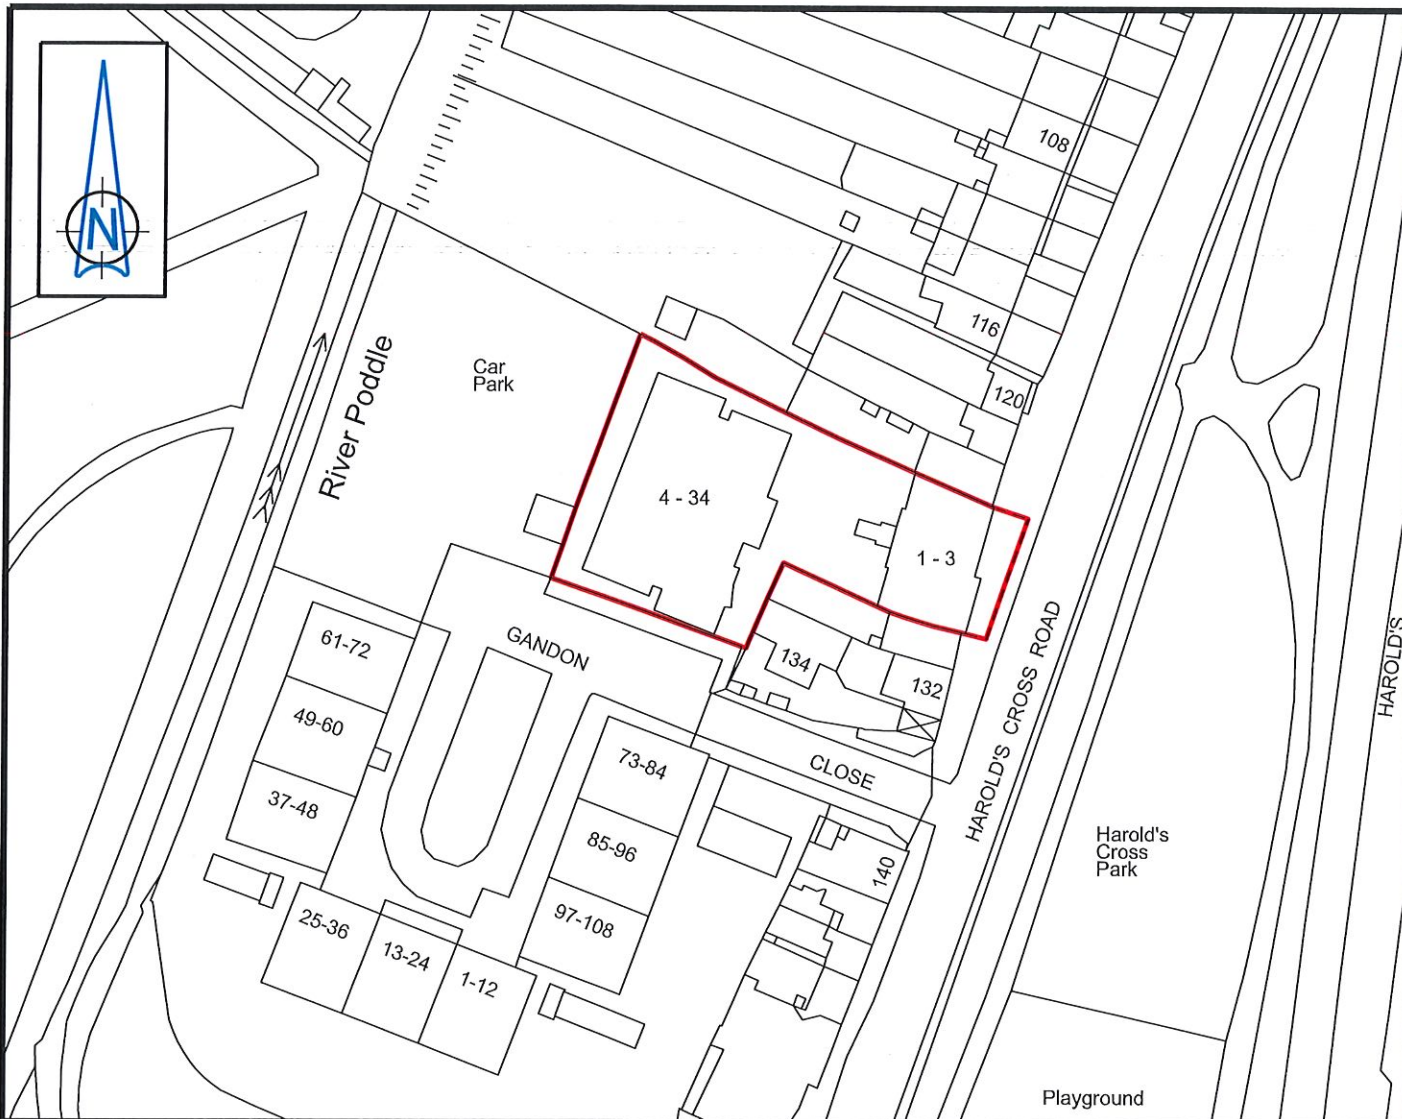 N
108
116
120
Car
Park
River Poddle
4 - 34
1 - 3
61-72
GANDON
134
132
49-60
73-84
CLOSE
HAROLD'S CROSS ROAD
HAROLD'S
37-48
85-96
140
Harold's
Cross
Park
25-36
13-24
97-108
1-12
Playground